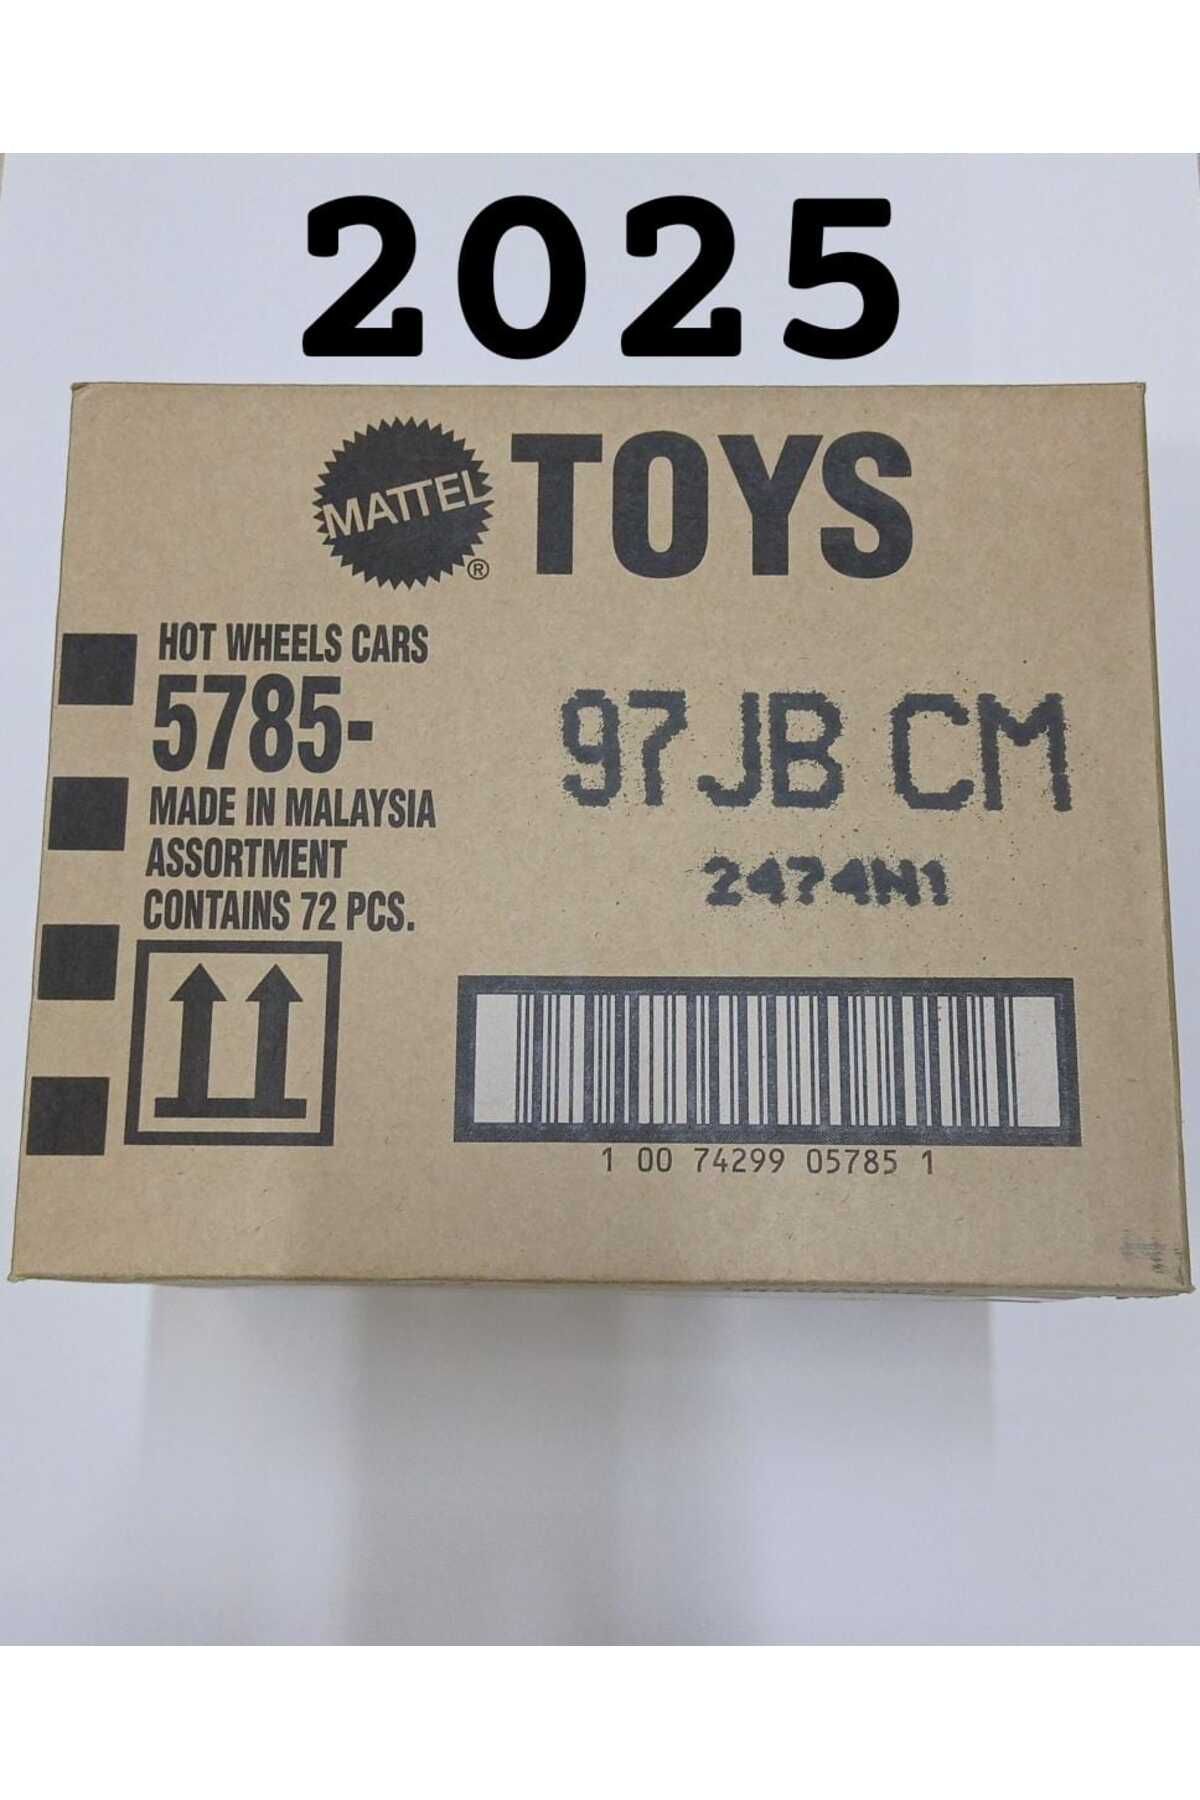 2025
MATTEL® TOYS
HOT WHEELS CARS
5785-
MADE IN MALAYSIA
ASSORTMENT
CONTAINS 72 PCS.
97JB CM
2474N1
1 00 74299 05785 1